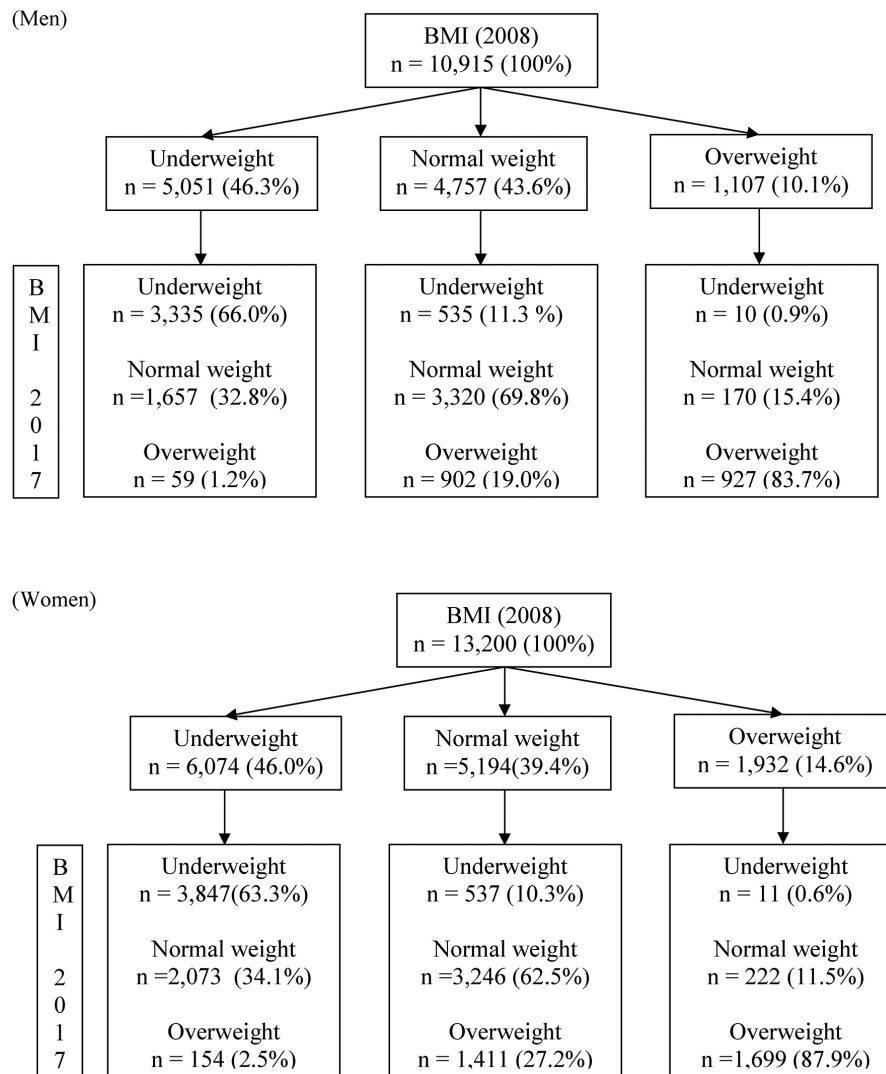 (Men)
BMI (2008)
n = 10,915 (100%)
Underweight
n = 5,051 (46.3%)
Normal weight
n = 4,757 (43.6%)
Overweight
n = 1,107 (10.1%)
B
M
I
2
0
1
7
Underweight
n = 3,335 (66.0%)
Normal weight
n =1,657 (32.8%)
Overweight
n = 59 (1.2%)
Underweight
n = 535 (11.3 %)
Normal weight
n = 3,320 (69.8%)
Overweight
n = 902 (19.0%)
Underweight
n = 10 (0.9%)
Normal weight
n = 170 (15.4%)
Overweight
n = 927 (83.7%)
(Women)
BMI (2008)
n = 13,200 (100%)
Underweight
n = 6,074 (46.0%)
Normal weight
n =5,194(39.4%)
Overweight
n = 1,932 (14.6%)
B
M
I
2
0
1
7
Underweight
n = 3,847(63.3%)
Normal weight
n =2,073 (34.1%)
Overweight
n = 154 (2.5%)
Underweight
n = 537 (10.3%)
Normal weight
n =3,246 (62.5%)
Overweight
n = 1,411 (27.2%)
Underweight
n = 11 (0.6%)
Normal weight
n = 222 (11.5%)
Overweight
n =1,699 (87.9%)